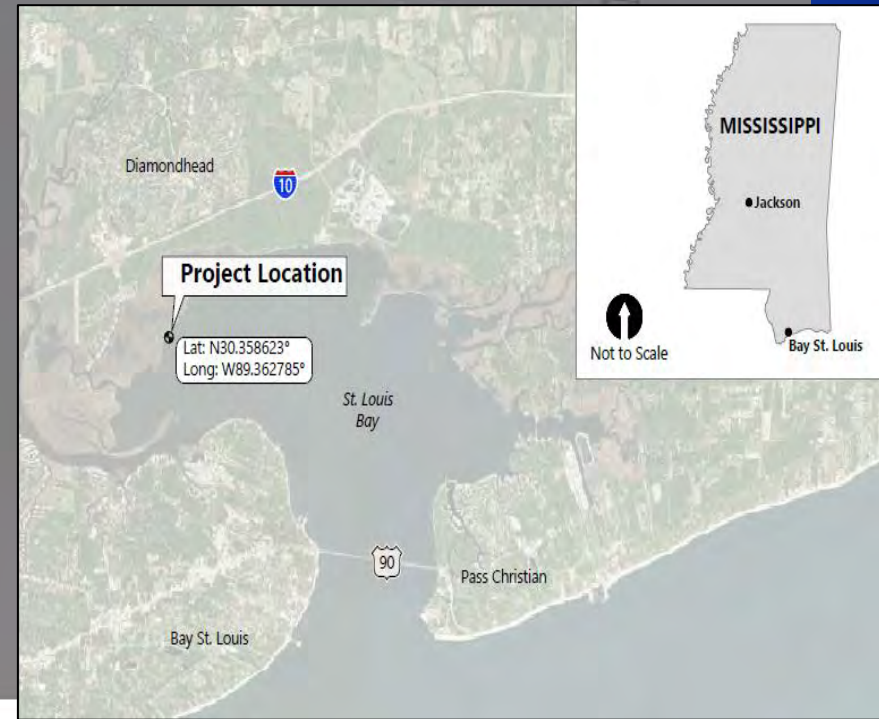 Diamondhead
10
Project Location
Lat: N30.358623°
Long: W89.362785°
St. Louis
Bay
90
Pass Christian
Bay St. Louis
MISSISSIPPI
Jackson
Not to Scale
Bay St. Louis